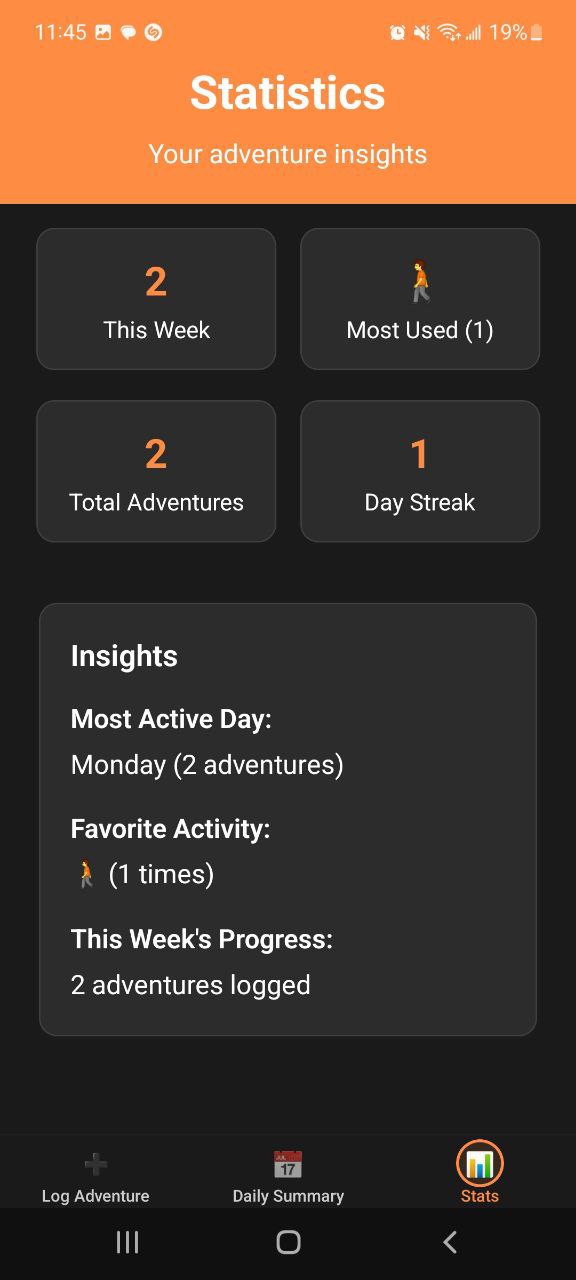 11:45 19%
Statistics
Your adventure insights
2
This Week
Most Used (1)
2
Total Adventures
1
Day Streak
Insights
Most Active Day:
Monday (2 adventures)
Favorite Activity:
(1 times)
This Week's Progress:
2 adventures logged
JUL
17
Log Adventure
Daily Summary
Stats